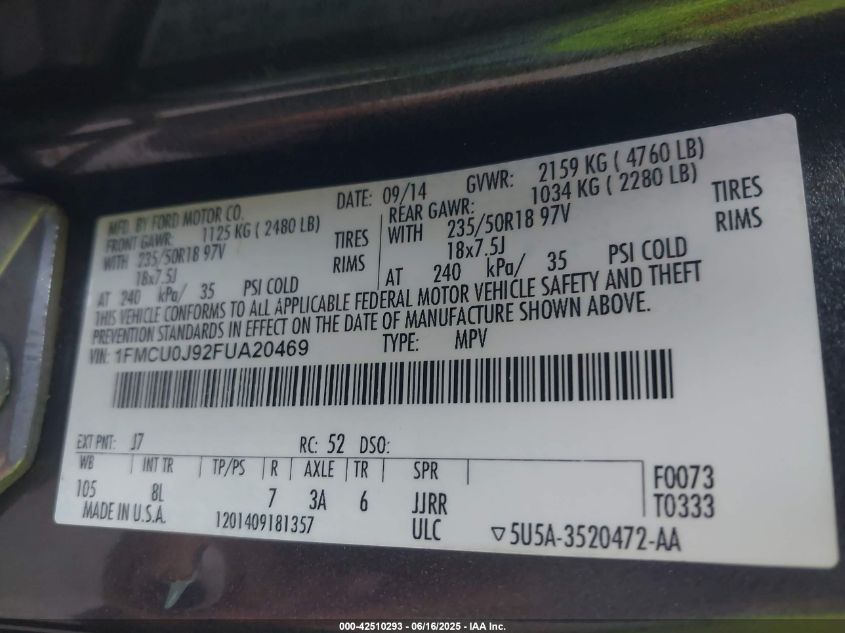 MFD. BY FORD MOTOR CO.
DATE: 09/14
GVWR: 2159 KG ( 4760 LB)
FRONT GAWR: 1125 KG ( 2480 LB)
REAR GAWR: 1034 KG ( 2280 LB)
WITH 235/50R18 97V TIRES
WITH 235/50R18 97V TIRES
18x7.5J RIMS
18x7.5J RIMS
AT 240 kPa/ 35 PSI COLD
AT 240 kPa/ 35 PSI COLD
THIS VEHICLE CONFORMS TO ALL APPLICABLE FEDERAL MOTOR VEHICLE SAFETY AND THEFT
PREVENTION STANDARDS IN EFFECT ON THE DATE OF MANUFACTURE SHOWN ABOVE.
VIN: 1FMCU0J92FUA20469 TYPE: MPV
EXT PNT: J7 RC: 52 DSO:
WB INT TR TP/PS R AXLE TR SPR
105 8L 7 3A 6 JJRR
F0073
T0333
MADE IN U.S.A. 1201409181357 ULC ▽5U5A-3520472-AA
000-42510293 - 06/16/2025 - IAA Inc.